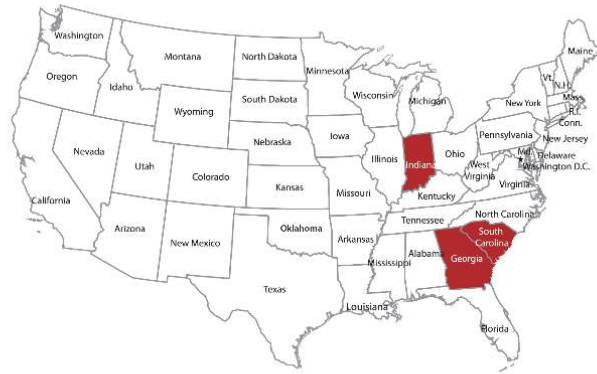 Washington
Montana
North Dakota
Minnesota
Maine
Oregon
Idaho
Vt.
N.H.
Wisconsin
Michigan
Mass.
South Dakota
New York
R.I.
Conn.
Wyoming
Iowa
Pennsylvania
New Jersey
Nebraska
Nevada
Utah
Illinois
Indiana
Ohio
Md.
Delaware
Washington D.C.
West
Virginia
Colorado
Kansas
Missouri
Kentucky
Virginia
California
Tennessee
North Carolina
Arizona
New Mexico
Oklahoma
Arkansas
South
Carolina
Mississippi
Alabama
Georgia
Texas
Louisiana
Florida